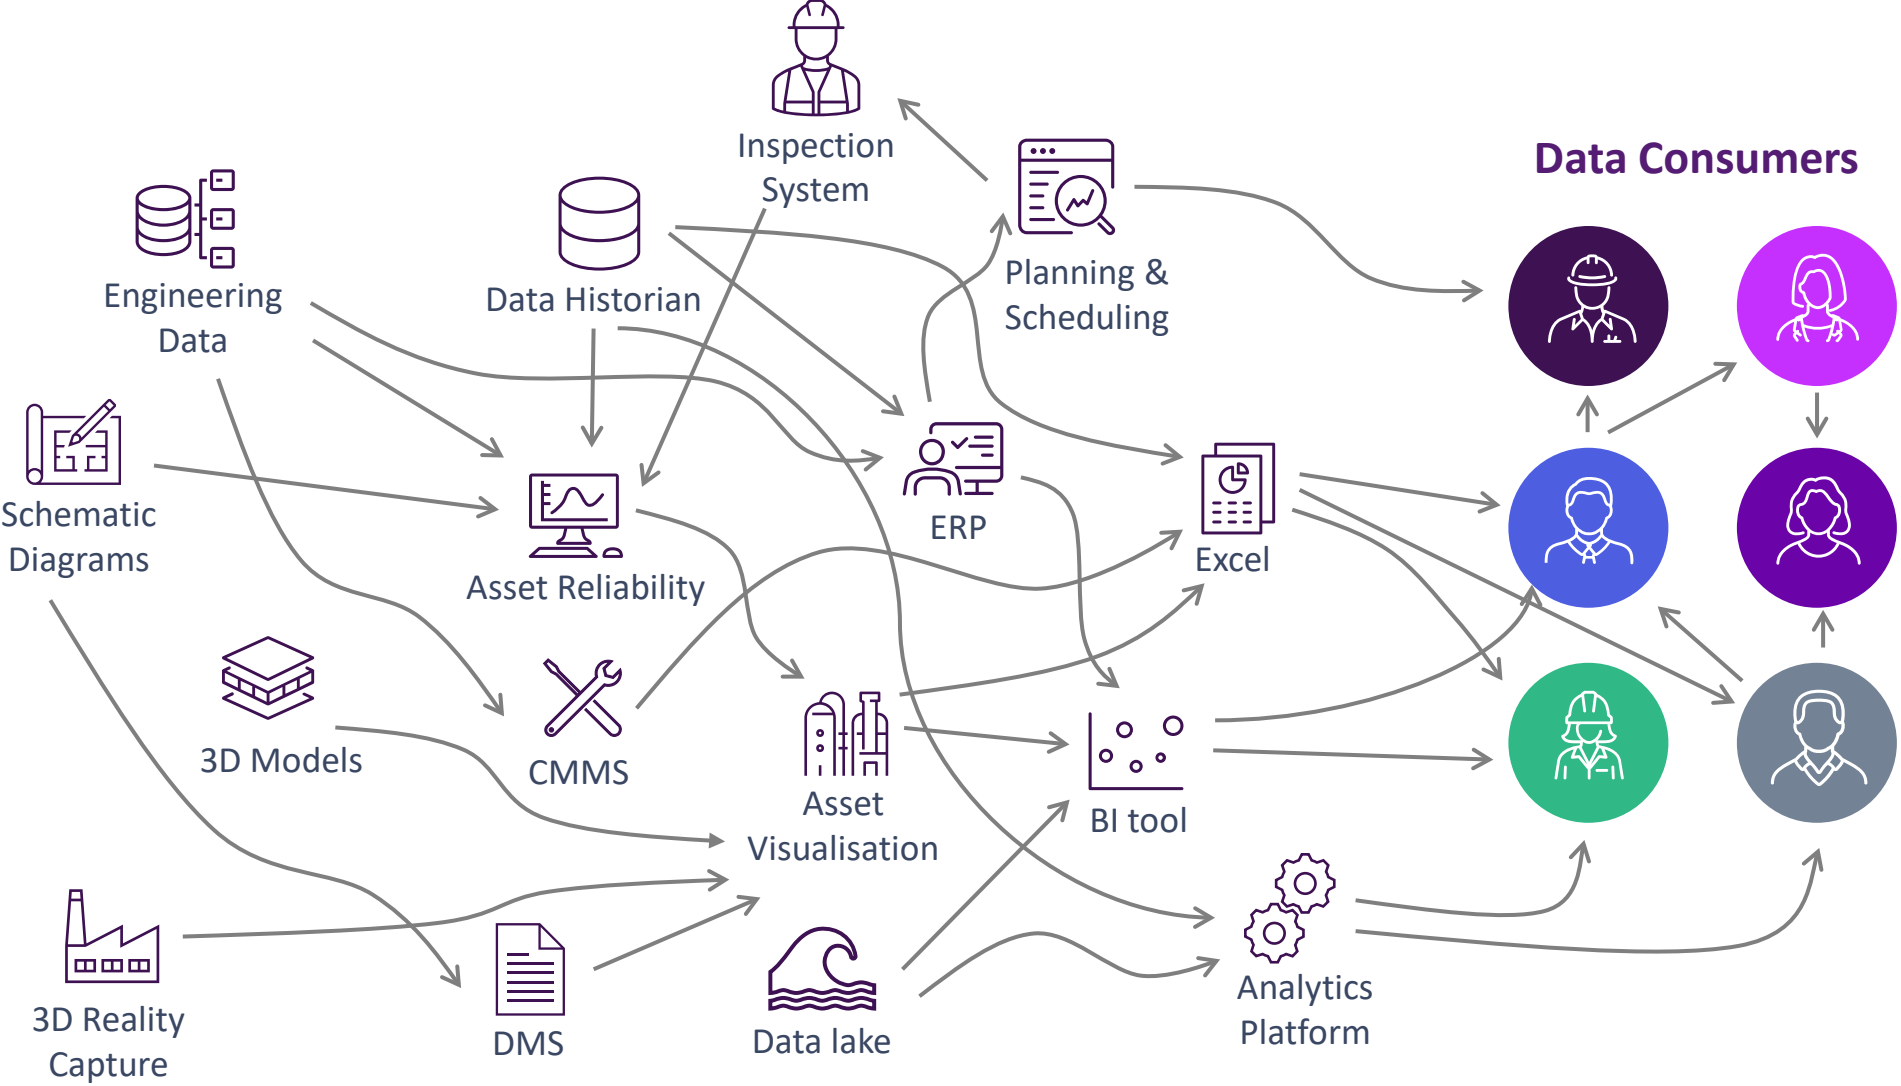 Inspection
System
Data Consumers
Planning &
Scheduling
Engineering
Data
Data Historian
Schematic
Diagrams
ERP
Excel
Asset Reliability
3D Models
CMMS
Asset
Visualisation
BI tool
3D Reality
Capture
DMS
Data lake
Analytics
Platform